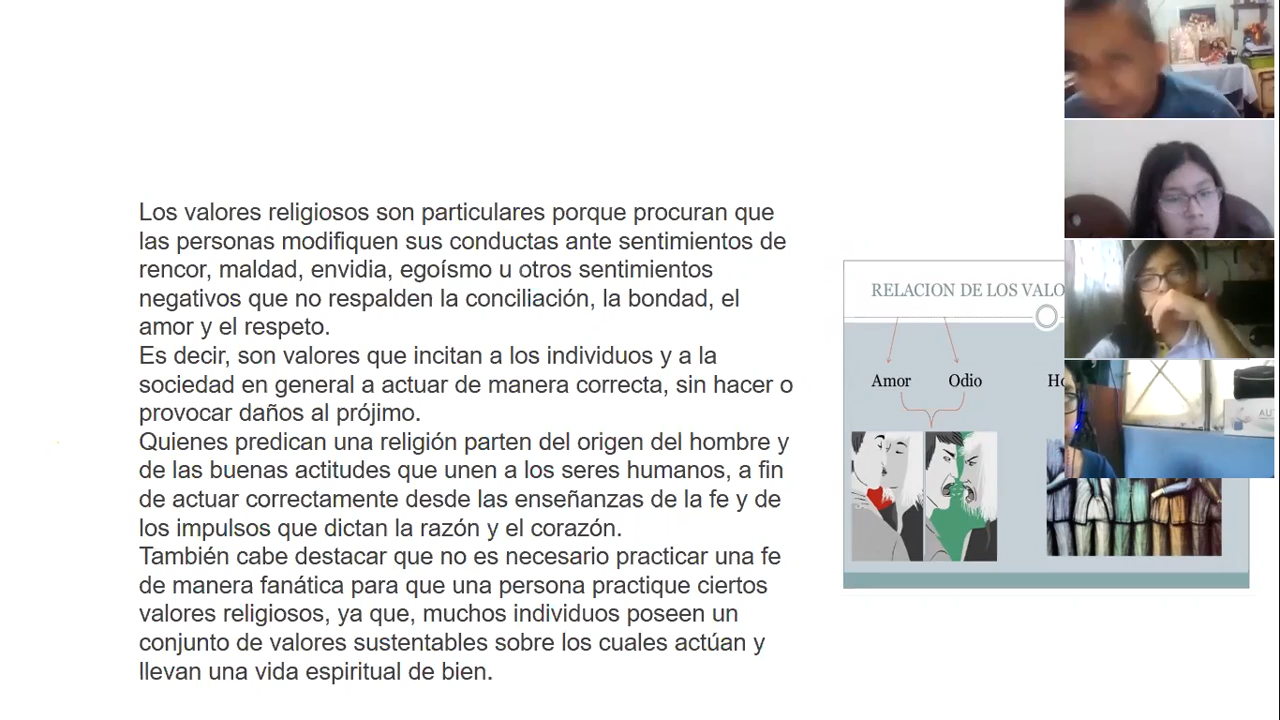 Los valores religiosos son particulares porque procuran que
las personas modifiquen sus conductas ante sentimientos de
rencor, maldad, envidia, egoísmo u otros sentimientos
negativos que no respalden la conciliación, la bondad, el
amor y el respeto.
Es decir, son valores que incitan a los individuos y a la
sociedad en general a actuar de manera correcta, sin hacer o
provocar daños al prójimo.
Quienes predican una religión parten del origen del hombre y
de las buenas actitudes que unen a los seres humanos, a fin
de actuar correctamente desde las enseñanzas de la fe y de
los impulsos que dictan la razón y el corazón.
También cabe destacar que no es necesario practicar una fe
de manera fanática para que una persona practique ciertos
valores religiosos, ya que, muchos individuos poseen un
conjunto de valores sustentables sobre los cuales actúan y
llevan una vida espiritual de bien.
RELACION DE LOS
Amor Odio